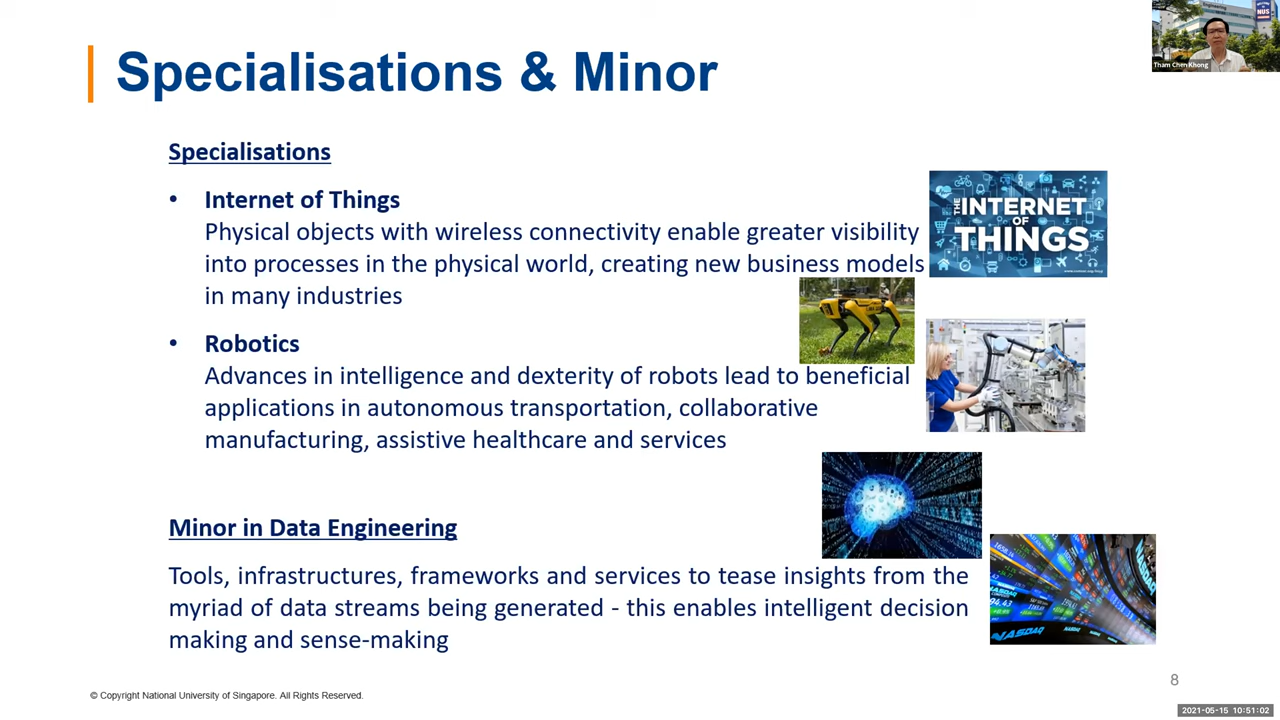 Specialisations & Minor
Engineering
NUS
Tham Chen Khong
Specialisations
• Internet of Things
Physical objects with wireless connectivity enable greater visibility
into processes in the physical world, creating new business models
in many industries
THE
INTERNET
OF
THINGS
• Robotics
Advances in intelligence and dexterity of robots lead to beneficial
applications in autonomous transportation, collaborative
manufacturing, assistive healthcare and services
Minor in Data Engineering
Tools, infrastructures, frameworks and services to tease insights from the
myriad of data streams being generated - this enables intelligent decision
making and sense-making
NASDAQ
© Copyright National University of Singapore. All Rights Reserved.
8
2021-05-15 10:51:02